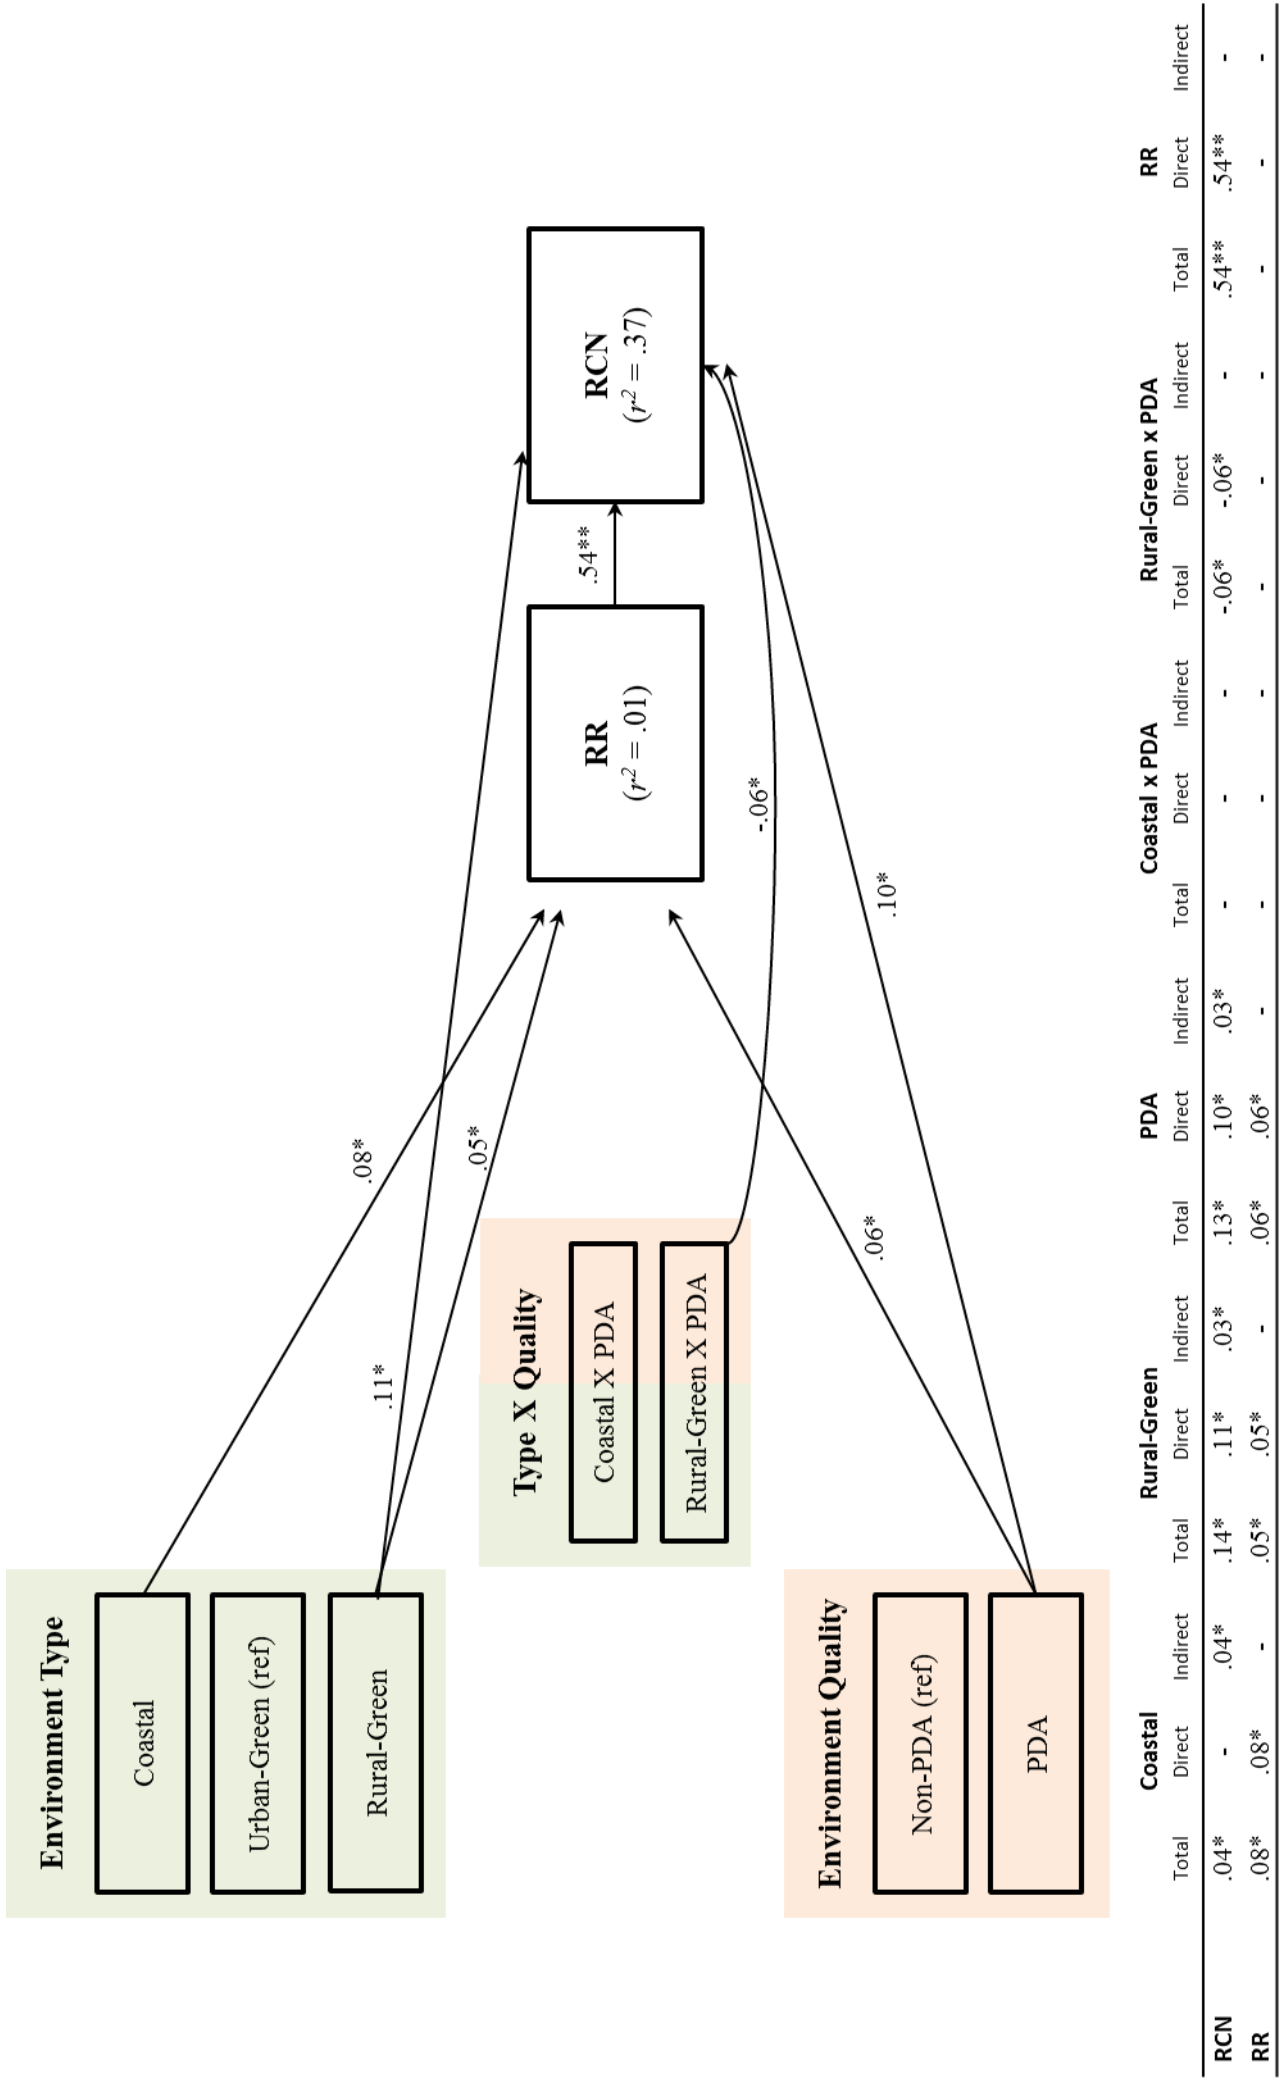 Environment Type
Coastal
Urban-Green (ref)
Rural-Green
.08*
.11*
.05*
Type X Quality
Coastal X PDA
Rural-Green X PDA
RR
(r² = .01)
.54**
RCN
(r² = .37)
-.06*
Environment Quality
Non-PDA (ref)
PDA
.06*
.10*
Coastal Rural-Green PDA Coastal x PDA Rural-Green x PDA RR
Total Direct Indirect Total Direct Indirect Total Direct Indirect Total Direct Indirect Total Direct Indirect Total Direct Indirect
RCN .04* - .04* .14* .11* .03* .13* .10* .03* - - - -.06* -.06* - .54** .54** -
RR .08* .08* - .05* .05* - .06* .06* - - - - - - - - - -